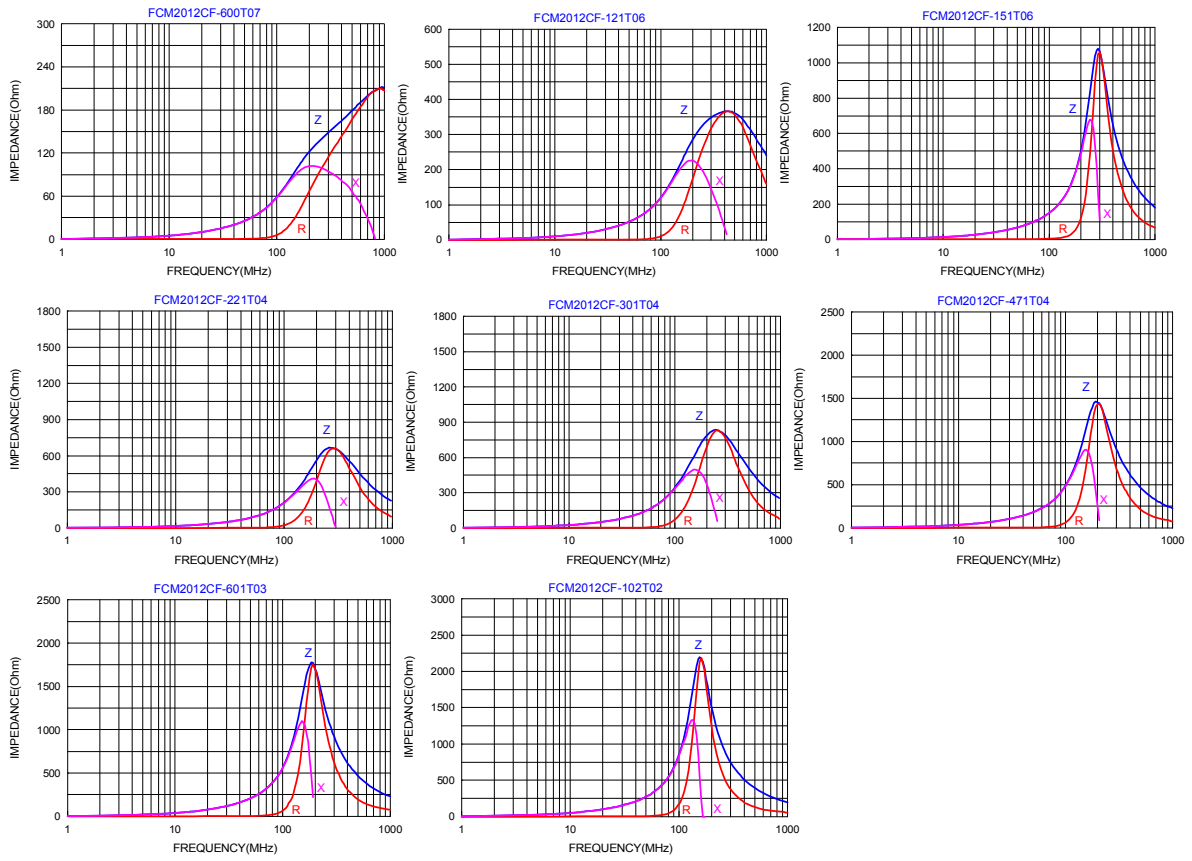 FCM2012CF-600T07
IMPEDANCE(Ohm)
300
240
180
120
60
0
Z
X
R
1
10
100
1000
FREQUENCY(MHz)
FCM2012CF-121T06
IMPEDANCE(Ohm)
600
500
400
300
200
100
0
Z
X
R
1
10
100
1000
FREQUENCY(MHz)
FCM2012CF-151T06
IMPEDANCE(Ohm)
1200
1000
800
600
400
200
0
Z
X
R
1
10
100
1000
FREQUENCY(MHz)
FCM2012CF-221T04
IMPEDANCE(Ohm)
1800
1500
1200
900
600
300
0
Z
X
R
1
10
100
1000
FREQUENCY(MHz)
FCM2012CF-301T04
IMPEDANCE(Ohm)
1800
1500
1200
900
600
300
0
Z
X
R
1
10
100
1000
FREQUENCY(MHz)
FCM2012CF-471T04
IMPEDANCE(Ohm)
2500
2000
1500
1000
500
0
Z
X
R
1
10
100
1000
FREQUENCY(MHz)
FCM2012CF-601T03
IMPEDANCE(Ohm)
2500
2000
1500
1000
500
0
Z
X
R
1
10
100
1000
FREQUENCY(MHz)
FCM2012CF-102T02
IMPEDANCE(Ohm)
3000
2500
2000
1500
1000
500
0
Z
R
X
1
10
100
1000
FREQUENCY(MHz)